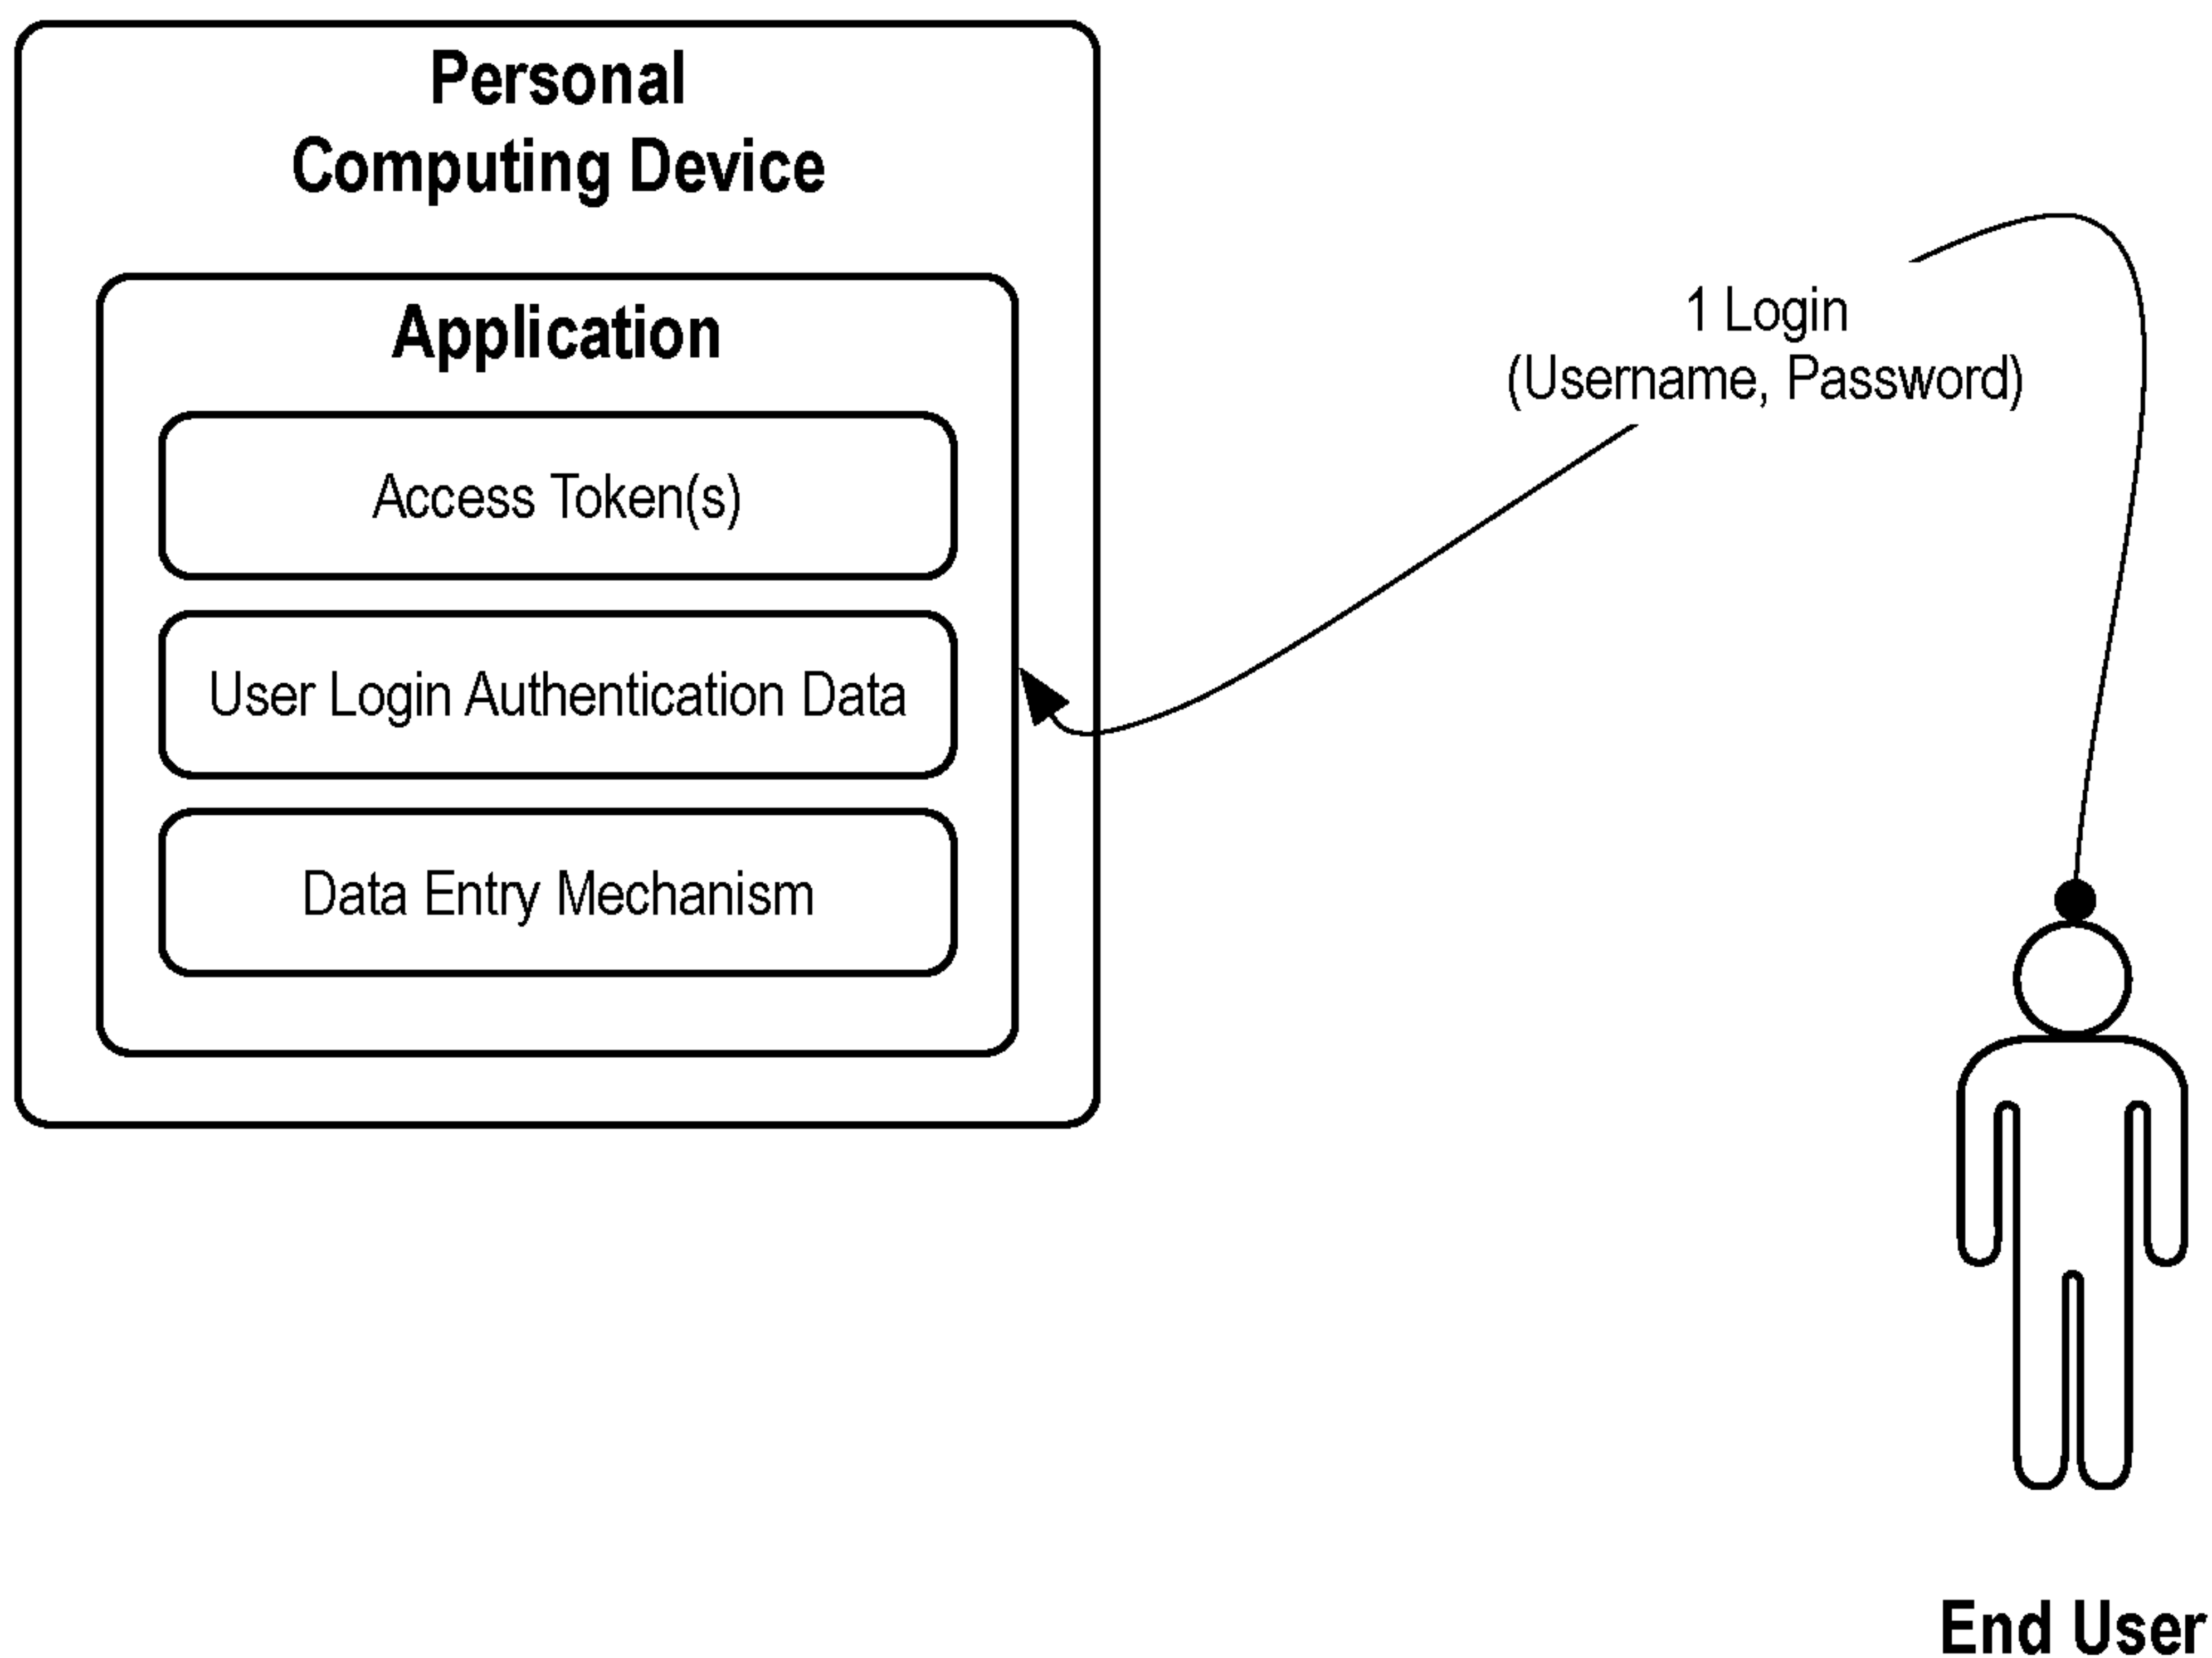 Personal
Computing Device
Application
Access Token(s)
User Login Authentication Data
Data Entry Mechanism
1 Login
(Username, Password)
End User